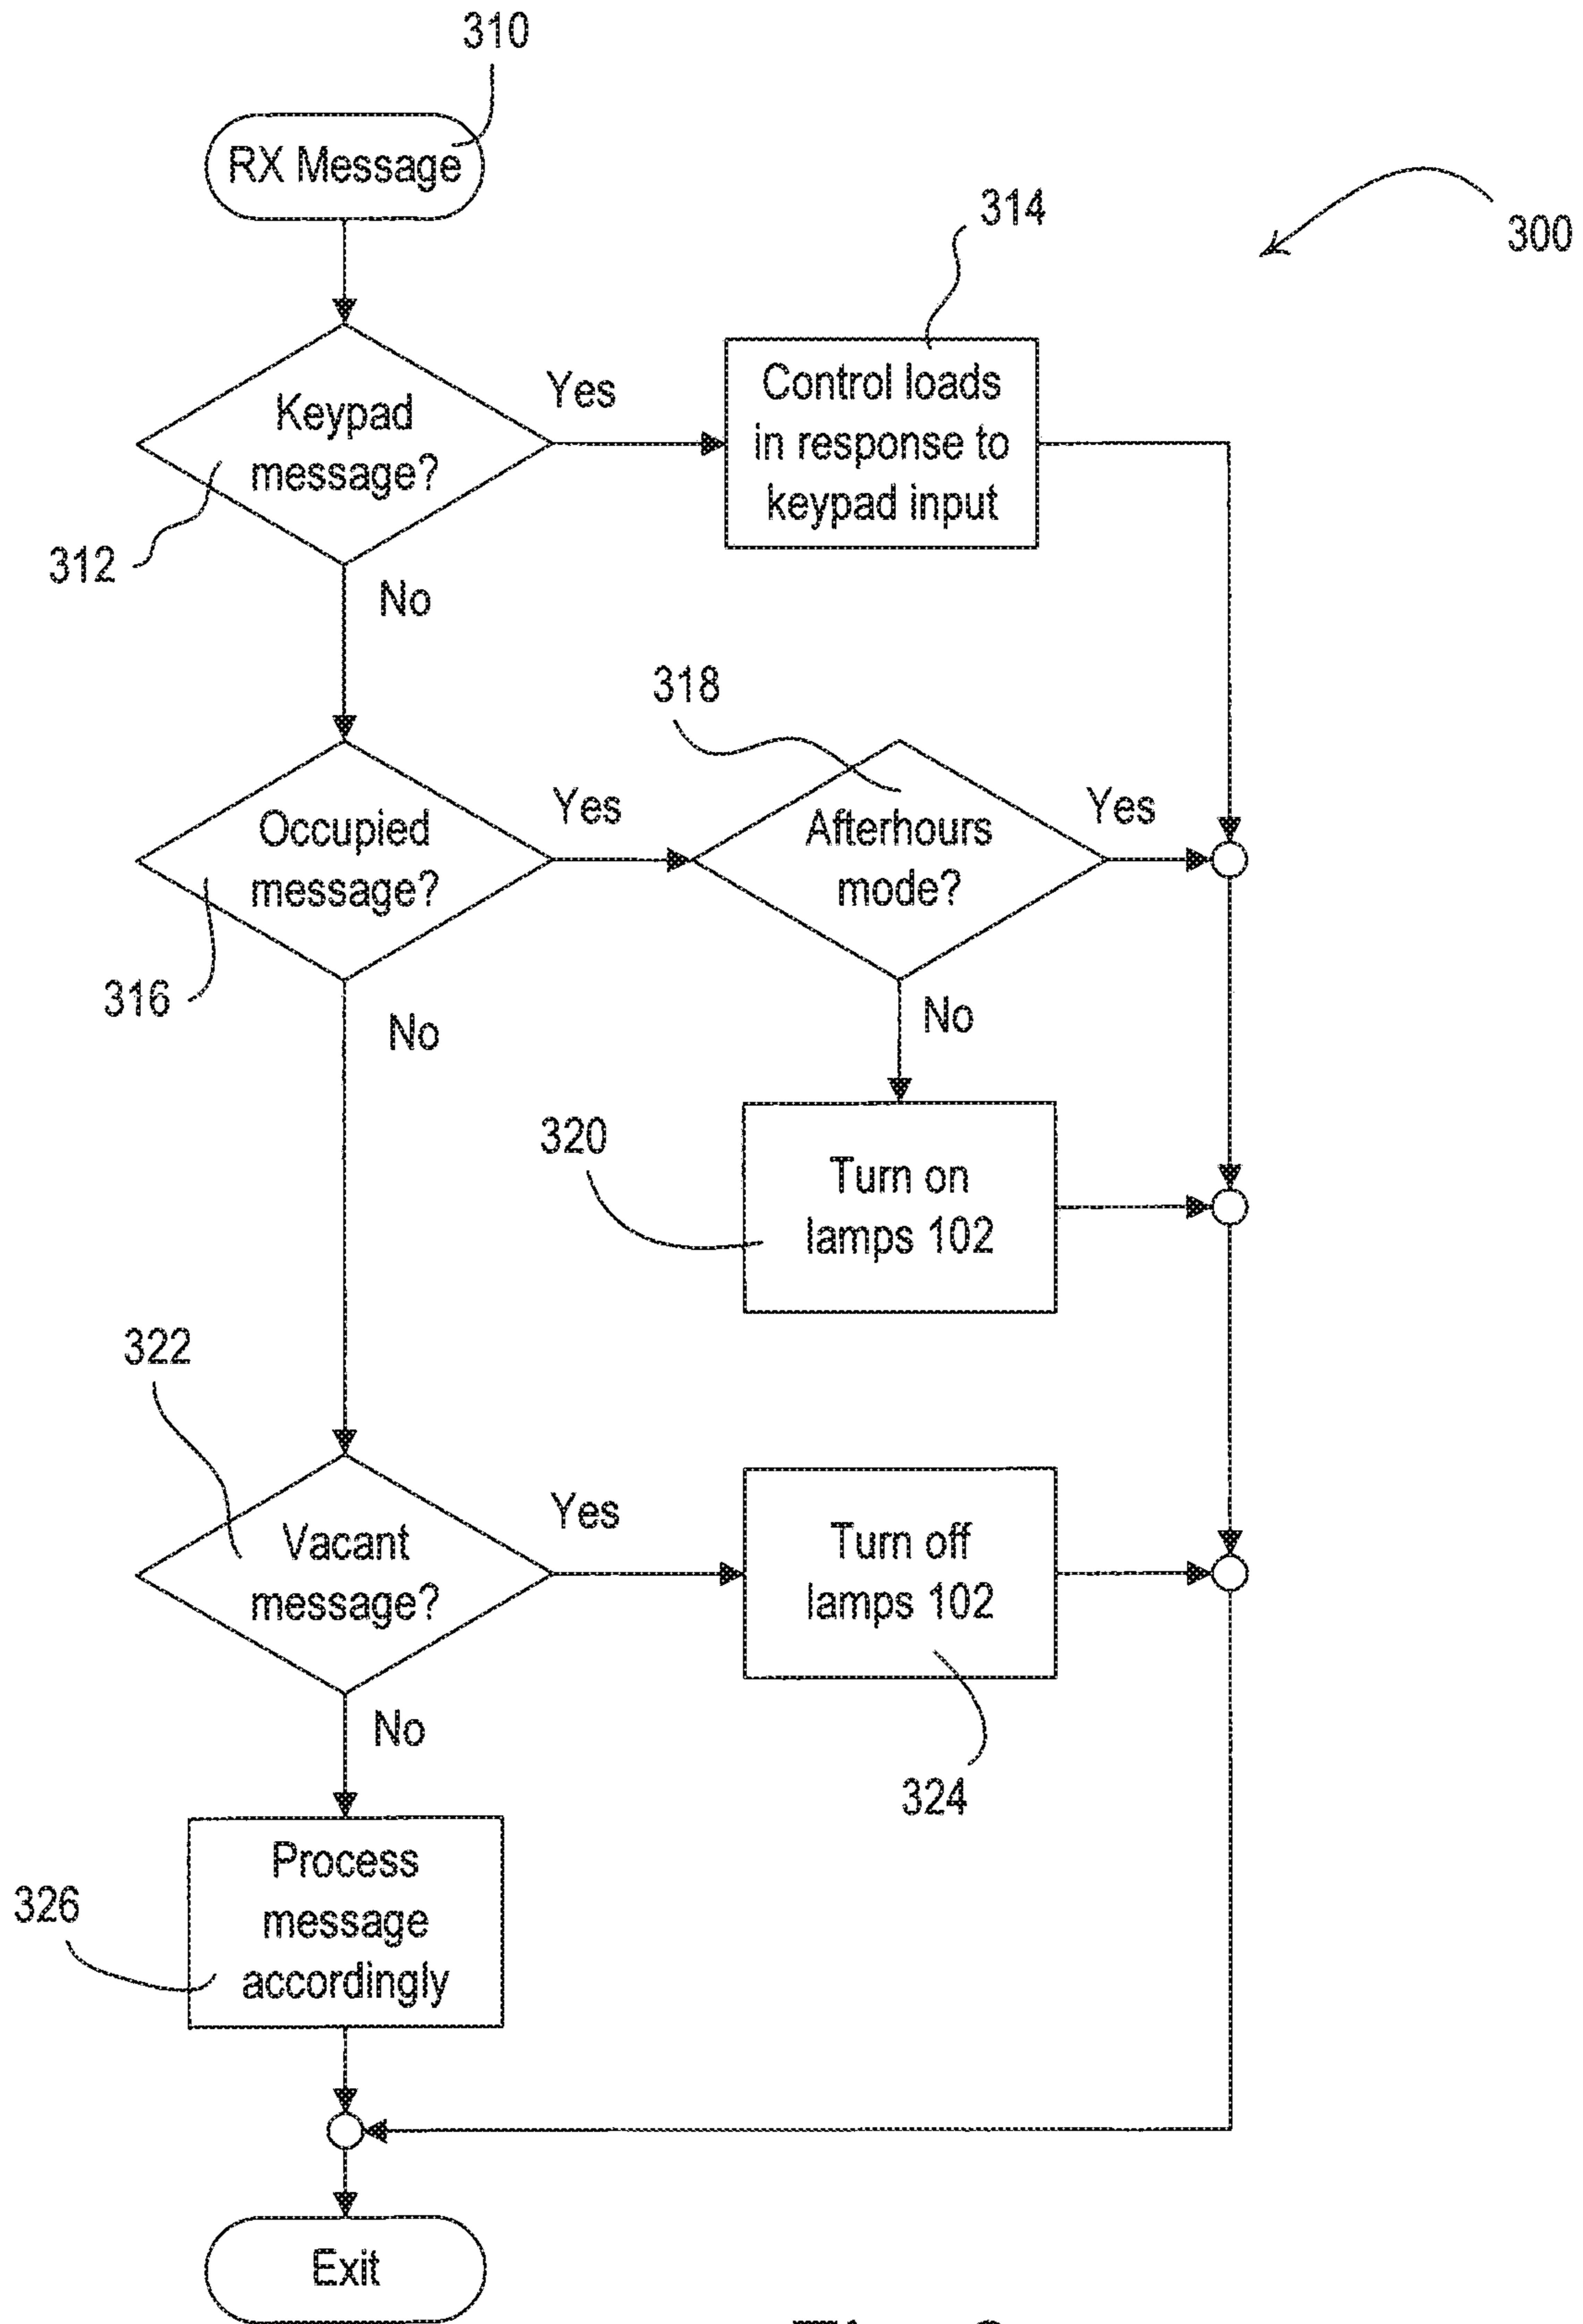 310
RX Message
314
300
Keypad
message?
Yes
Control loads
in response to
keypad input
312
No
318
Occupied
message?
Yes
Afterhours
mode?
Yes
316
No
No
320
Turn on
lamps 102
322
Vacant
message?
Yes
Turn off
lamps 102
No
324
326
Process
message
accordingly
Exit